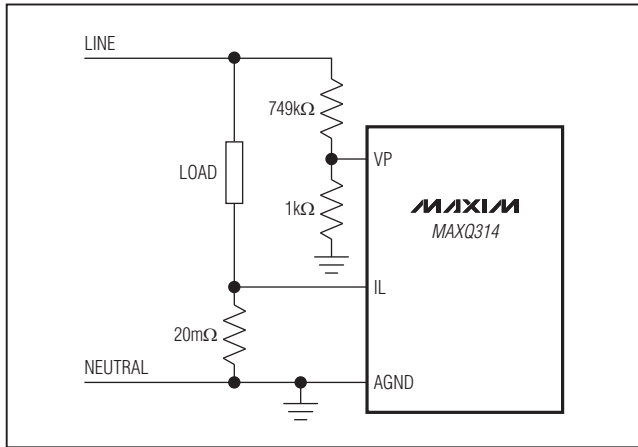 LINE
749kΩ
VP
LOAD
MAXIM
MAXQ314
1kΩ
IL
20mΩ
NEUTRAL
AGND